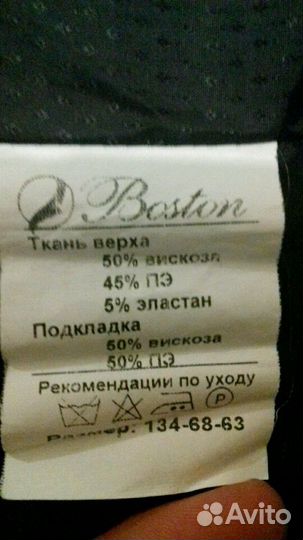 Boston
Ткань верха
50% вискоза
45% ПЭ
5% эластан
Подкладка
50% вискоза
50% ПЭ
Рекомендации по уходу
P
Размер: 134-68-63
Avito